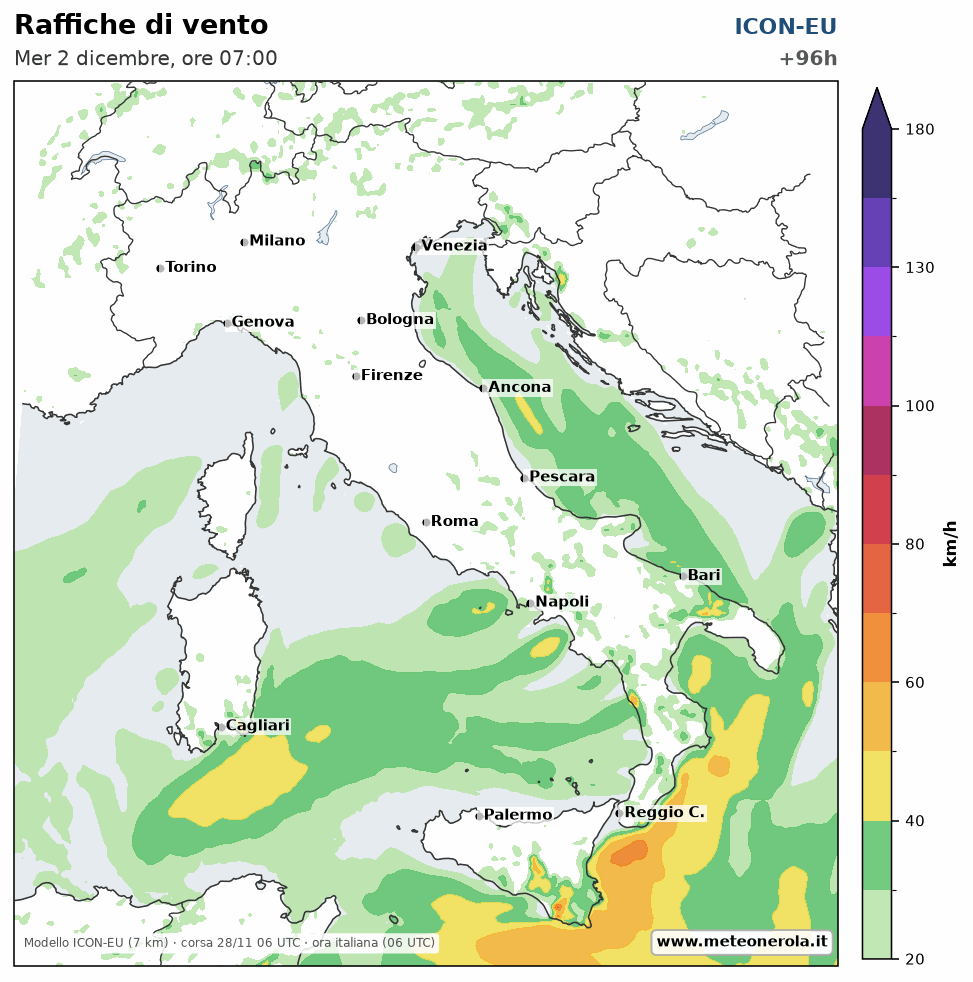 Raffiche di vento
ICON-EU
Mer 2 dicembre, ore 07:00
+96h
180
Milano
Venezia
Torino
130
Genova
Bologna
Firenze
Ancona
100
Pescara
Roma
80
km/h
Bari
Napoli
60
Cagliari
Palermo
Reggio C.
40
Modello ICON-EU (7 km) · corsa 28/11 06 UTC · ora italiana (06 UTC)
www.meteonerola.it
20